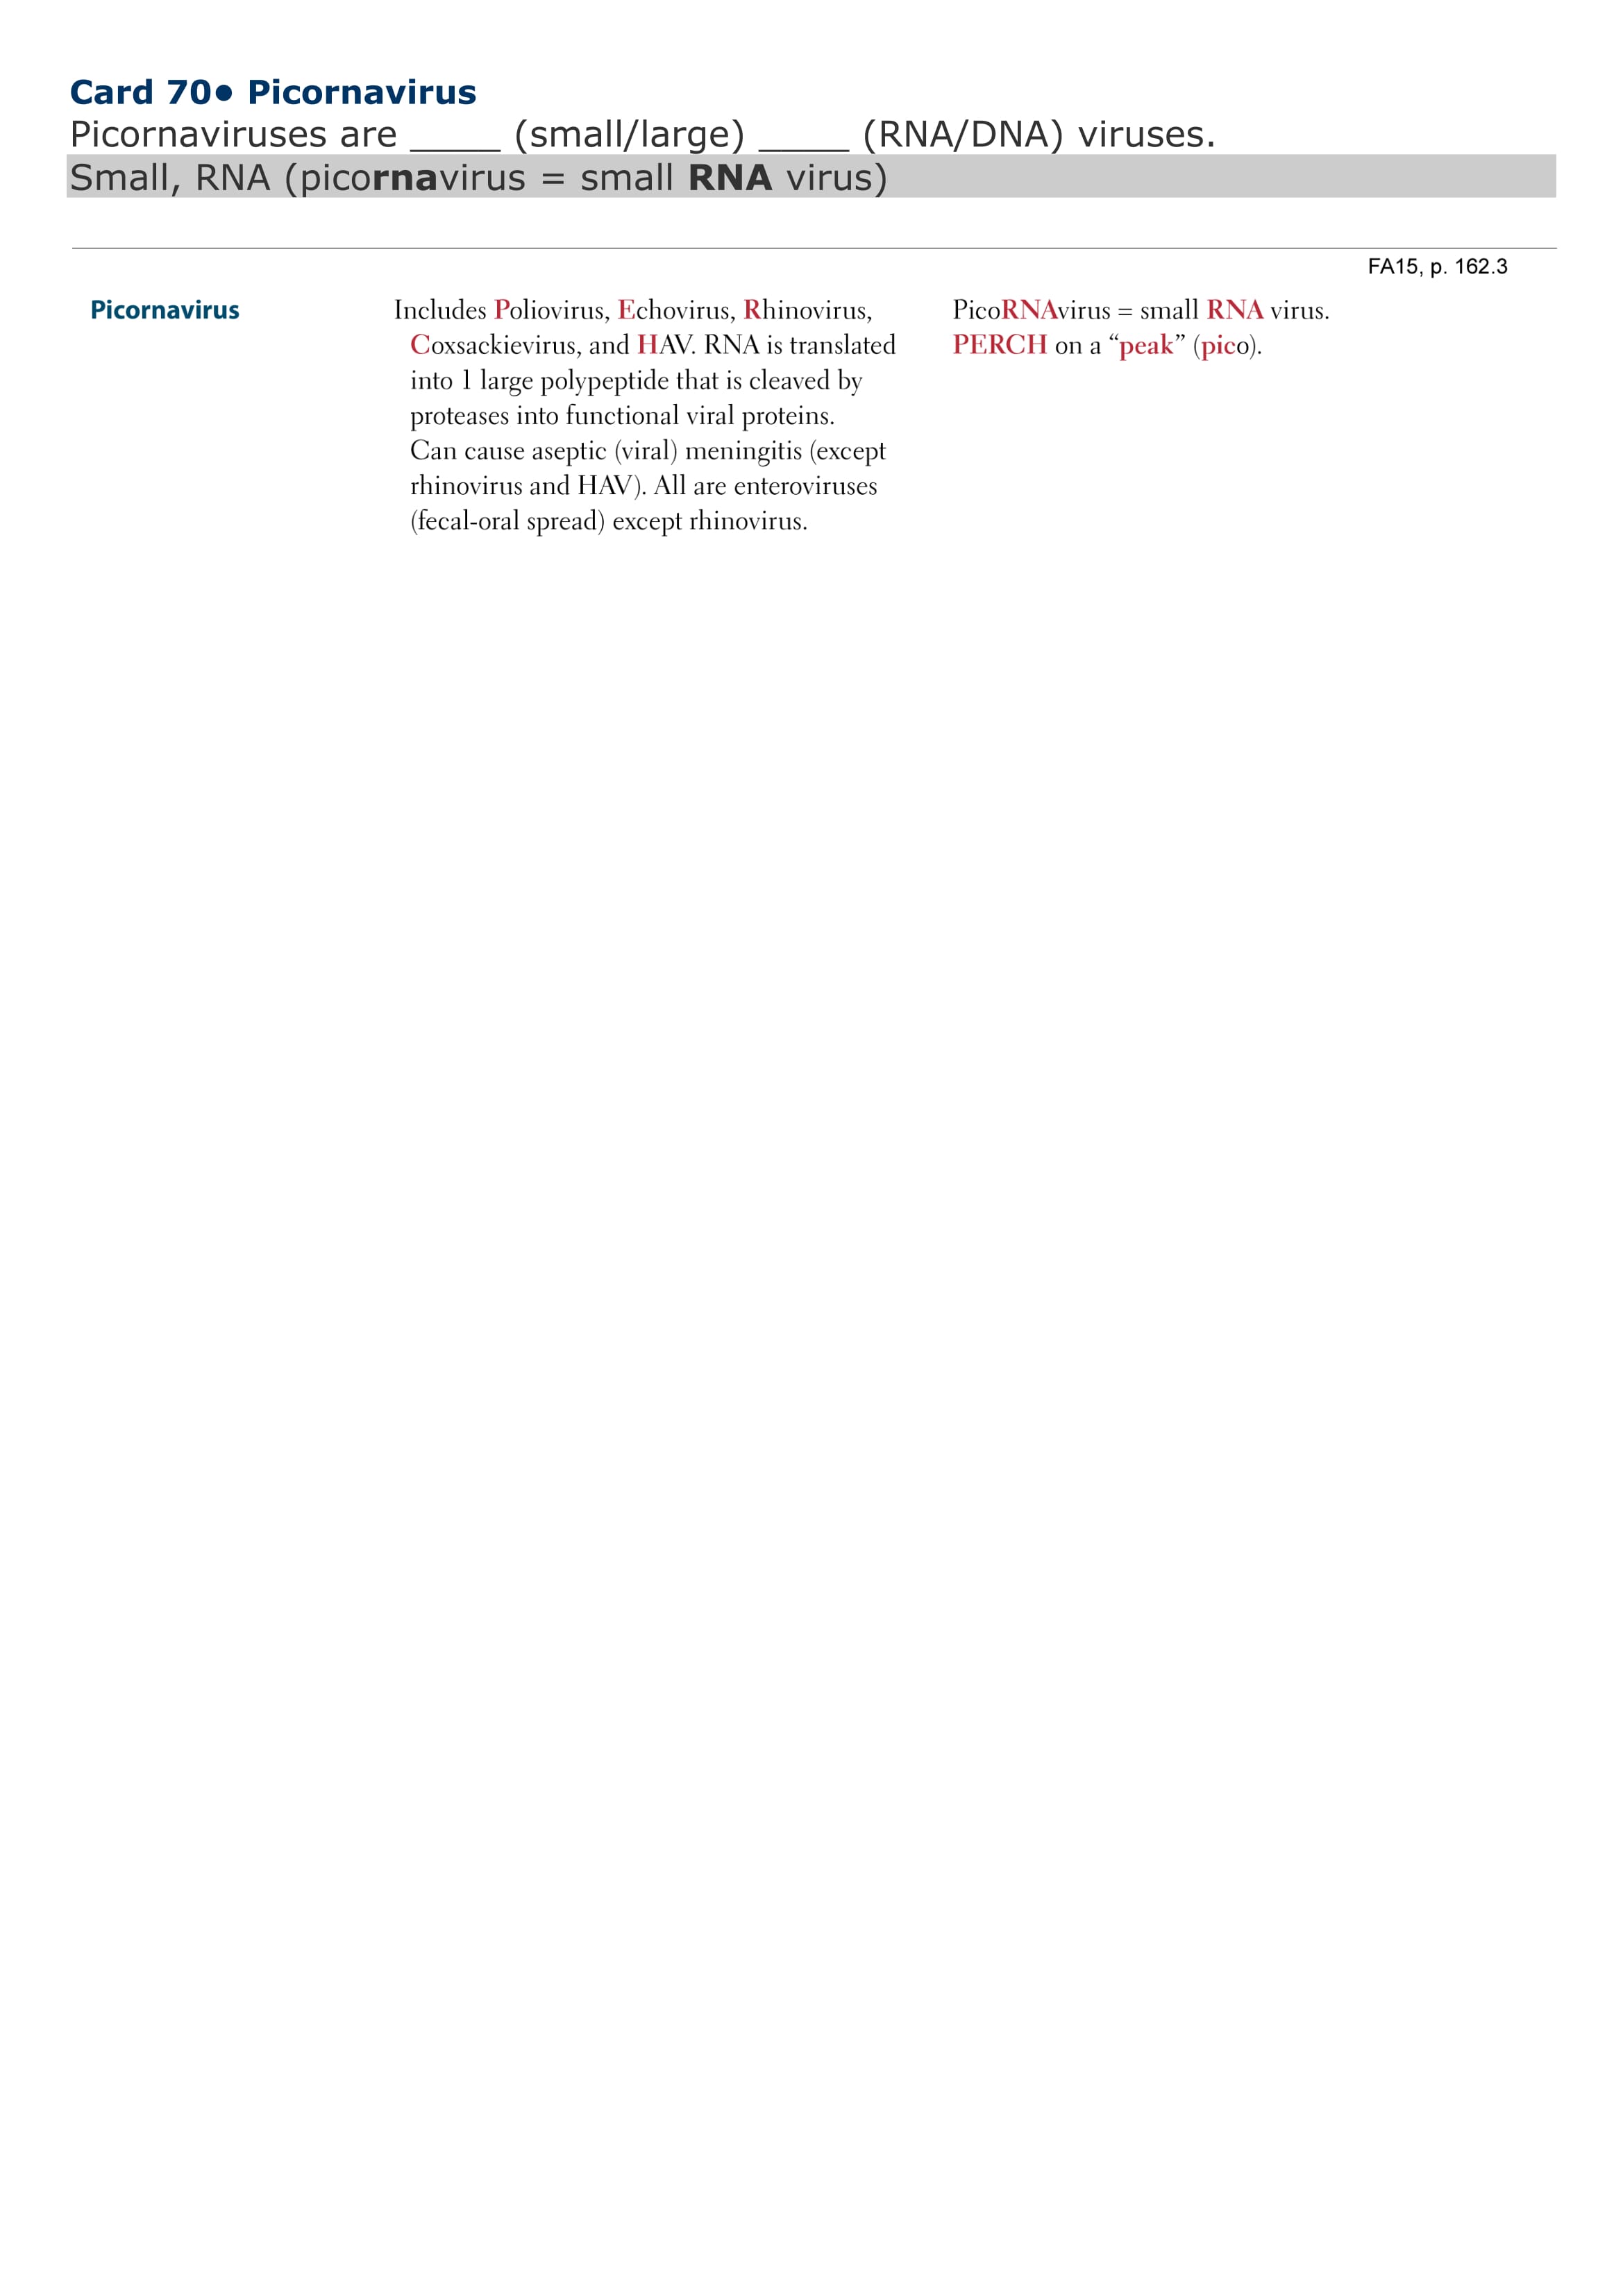 Card 70● Picornavirus
Picornaviruses are _____ (small/large) _____ (RNA/DNA) viruses.
Small, RNA (picornavirus = small RNA virus)
FA15, p. 162.3
Picornavirus
Includes Poliovirus, Echovirus, Rhinovirus,
Coxsackievirus, and HAV. RNA is translated
into 1 large polypeptide that is cleaved by
proteases into functional viral proteins.
Can cause aseptic (viral) meningitis (except
rhinovirus and HAV). All are enteroviruses
(fecal-oral spread) except rhinovirus.
PicoRNAvirus = small RNA virus.
PERCH on a “peak” (pico).